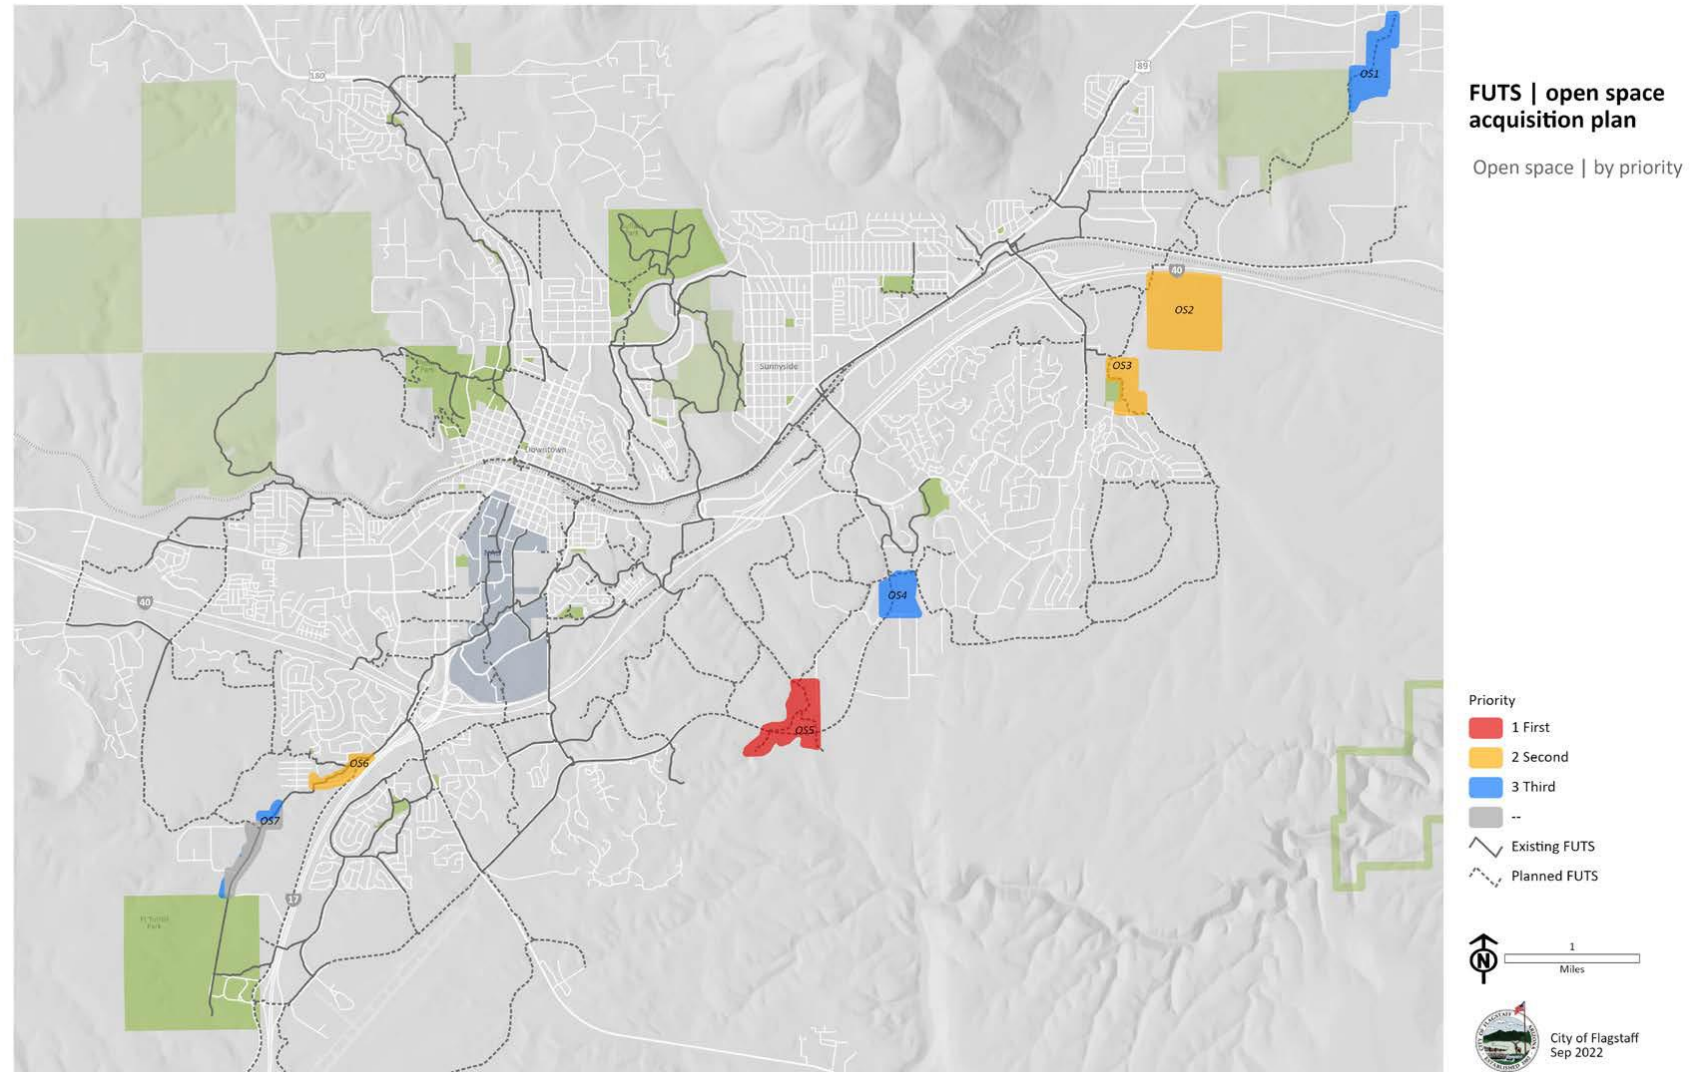 FUTS | open space
acquisition plan
Open space | by priority
180
89
OS1
40
OS2
OS3
Sunnyside
Downtown
40
OS4
OS5
OS6
OS7
17
Park
Priority
1 First
2 Second
3 Third
--
Existing FUTS
Planned FUTS
N
1
Miles
City of Flagstaff
Sep 2022